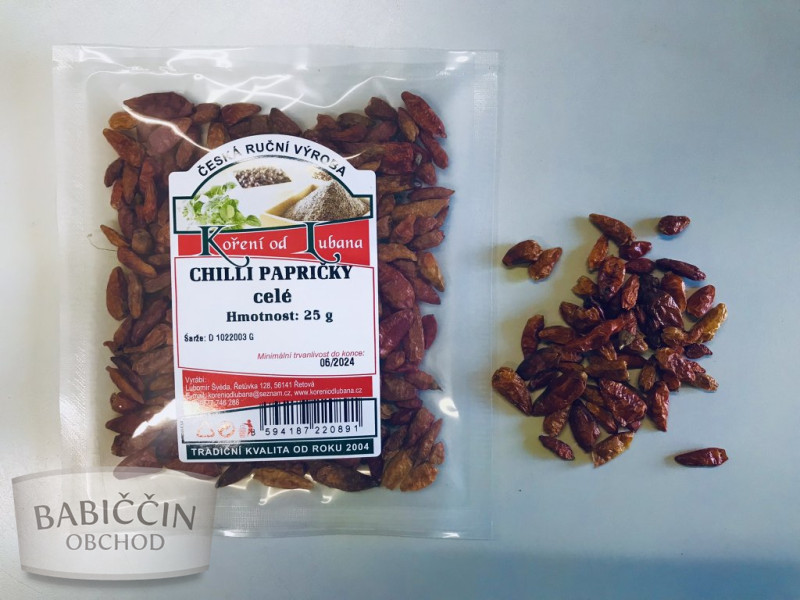 ČESKÁ RUČNÍ VÝROBA
Koření od Lubana
CHILLI PAPRIČKY
celé
Hmotnost: 25 g
Šarže: D 1022003 G
Minimální trvanlivost do konce:
06/2024
Vyrábí:
Lubomír Švéda, Řetůvka 128, 56141 Řetová
E-mail: koreniodlubana@seznam.cz, www.koreniodlubana.cz
594187 220891
TRADIČNÍ KVALITA OD ROKU 2004
BABIČČIN
OBCHOD